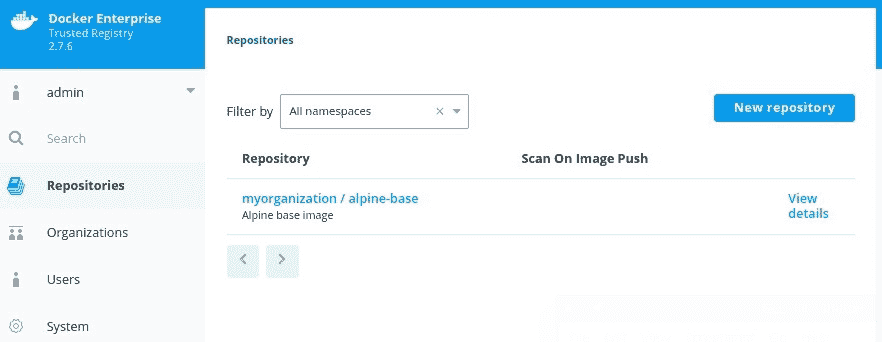 Docker Enterprise
Trusted Registry
2.7.6
Repositories
admin
Filter by All namespaces
New repository
Search
Repository Scan On Image Push
Repositories
myorganization / alpine-base View
Alpine base image details
Organizations
Users
System